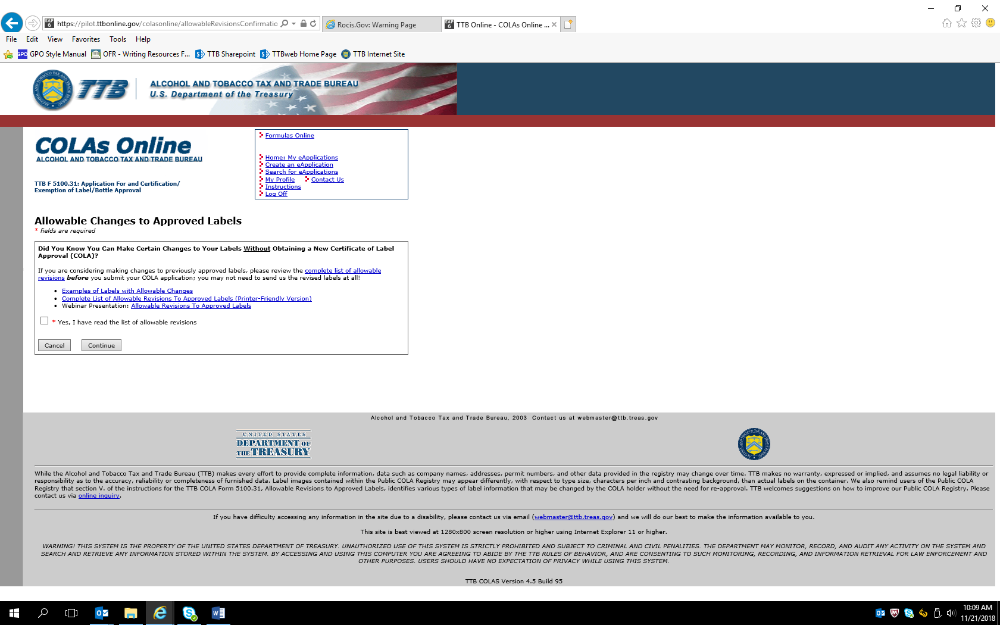 https://pilot.ttbonline.gov/colasonline/allowableRevisionsConfirmatio
Rocis.Gov: Warning Page
TTB Online - COLAs Online ...
File Edit View Favorites Tools Help
GPO Style Manual OFR - Writing Resources F... TTB Sharepoint TTBweb Home Page TTB Internet Site
TTB
ALCOHOL AND TOBACCO TAX AND TRADE BUREAU
U.S. Department of the Treasury
COLAs Online
ALCOHOL AND TOBACCO TAX AND TRADE BUREAU
TTB F 5100.31: Application For and Certification/
Exemption of Label/Bottle Approval
Formulas Online
Home: My eApplications
Create an eApplication
Search for eApplications
My Profile Contact Us
Instructions
Log Off
Allowable Changes to Approved Labels
* fields are required
Did You Know You Can Make Certain Changes to Your Labels Without Obtaining a New Certificate of Label
Approval (COLA)?
If you are considering making changes to previously approved labels, please review the complete list of allowable
revisions before you submit your COLA application; you may not need to send us the revised labels at all!
• Examples of Labels with Allowable Changes
• Complete List of Allowable Revisions To Approved Labels (Printer-Friendly Version)
• Webinar Presentation: Allowable Revisions To Approved Labels
* Yes, I have read the list of allowable revisions
Cancel Continue
Alcohol and Tobacco Tax and Trade Bureau, 2003 Contact us at webmaster@ttb.treas.gov
UNITED STATES
DEPARTMENT OF
THE TREASURY
While the Alcohol and Tobacco Tax and Trade Bureau (TTB) makes every effort to provide complete information, data such as company names, addresses, permit numbers, and other data provided in the registry may change over time. TTB makes no warranty, expressed or implied, and assumes no legal liability or
responsibility as to the accuracy, reliability or completeness of furnished data. Label images contained within the Public COLA Registry may appear differently, with respect to type size, characters per inch and contrasting background, than actual labels on the container. We also remind users of the Public COLA
Registry that section V. of the instructions for the TTB COLA Form 5100.31, Allowable Revisions to Approved Labels, identifies various types of label information that may be changed by the COLA holder without the need for re-approval. TTB welcomes suggestions on how to improve our Public COLA Registry. Please
contact us via online inquiry.
If you have difficulty accessing any information in the site due to a disability, please contact us via email (webmaster@ttb.treas.gov) and we will do our best to make the information available to you.
This site is best viewed at 1280x800 screen resolution or higher using Internet Explorer 11 or higher.
WARNING! THIS SYSTEM IS THE PROPERTY OF THE UNITED STATES DEPARTMENT OF TREASURY. UNAUTHORIZED USE OF THIS SYSTEM IS STRICTLY PROHIBITED AND SUBJECT TO CRIMINAL AND CIVIL PENALITIES. THE DEPARTMENT MAY MONITOR, RECORD, AND AUDIT ANY ACTIVITY ON THE SYSTEM AND
SEARCH AND RETRIEVE ANY INFORMATION STORED WITHIN THE SYSTEM. BY ACCESSING AND USING THIS COMPUTER YOU ARE AGREEING TO ABIDE BY THE TTB RULES OF BEHAVIOR, AND ARE CONSENTING TO SUCH MONITORING, RECORDING, AND INFORMATION RETRIEVAL FOR LAW ENFORCEMENT AND
OTHER PURPOSES. USERS SHOULD HAVE NO EXPECTATION OF PRIVACY WHILE USING THIS SYSTEM.
TTB COLAS Version 4.5 Build 95
10:09 AM
11/21/2018